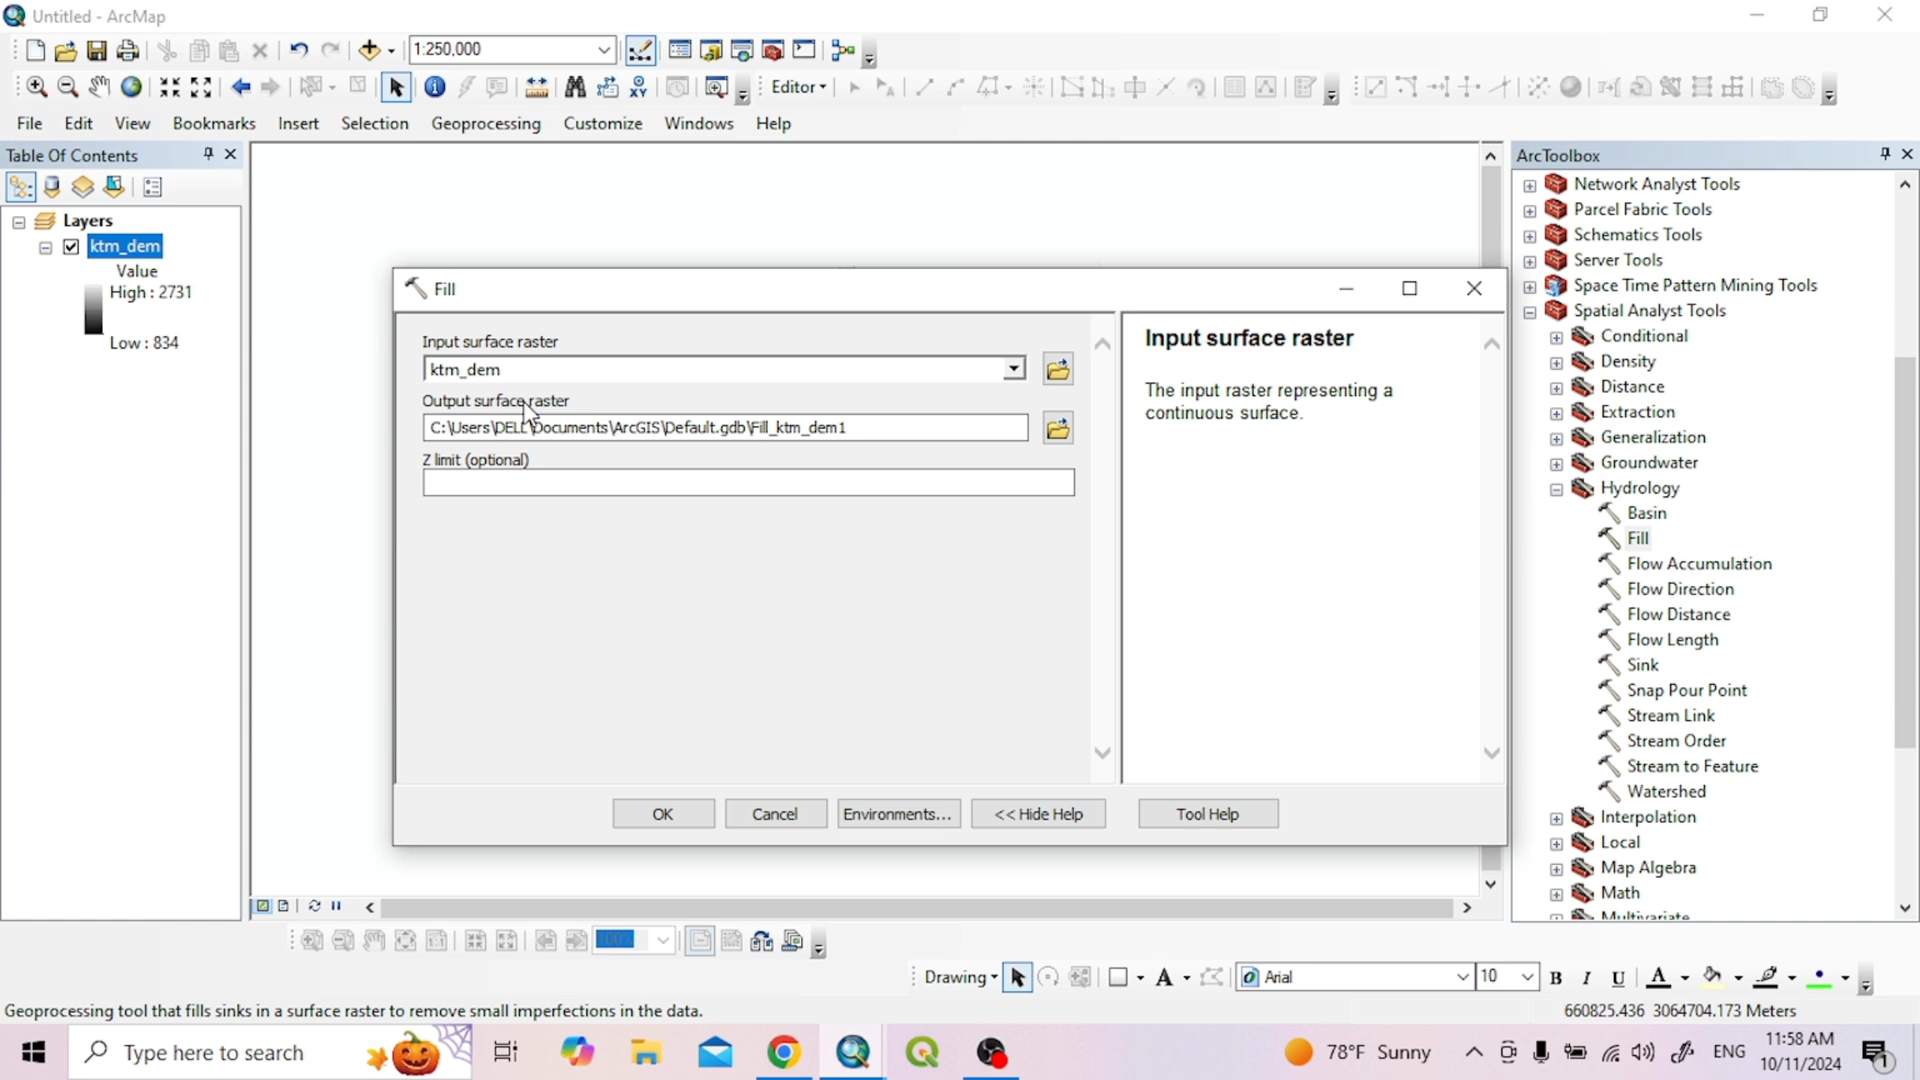 Untitled - ArcMap
1:250,000
Editor
File Edit View Bookmarks Insert Selection Geoprocessing Customize Windows Help
Table Of Contents
Layers
ktm_dem
Value
High : 2731
Low : 834
Fill
Input surface raster
ktm_dem
Output surface raster
C:\Users\DELL\Documents\ArcGIS\Default.gdb\Fill_ktm_dem1
Z limit (optional)
OK Cancel Environments... << Hide Help Tool Help
Input surface raster
The input raster representing a
continuous surface.
ArcToolbox
Network Analyst Tools
Parcel Fabric Tools
Schematics Tools
Server Tools
Space Time Pattern Mining Tools
Spatial Analyst Tools
Conditional
Density
Distance
Extraction
Generalization
Groundwater
Hydrology
Basin
Fill
Flow Accumulation
Flow Direction
Flow Distance
Flow Length
Sink
Snap Pour Point
Stream Link
Stream Order
Stream to Feature
Watershed
Interpolation
Local
Map Algebra
Math
Multivariate
100%
Drawing
A
Arial
10
B I U A
Geoprocessing tool that fills sinks in a surface raster to remove small imperfections in the data.
660825.436 3064704.173 Meters
Type here to search
78°F Sunny
ENG
11:58 AM
10/11/2024
1